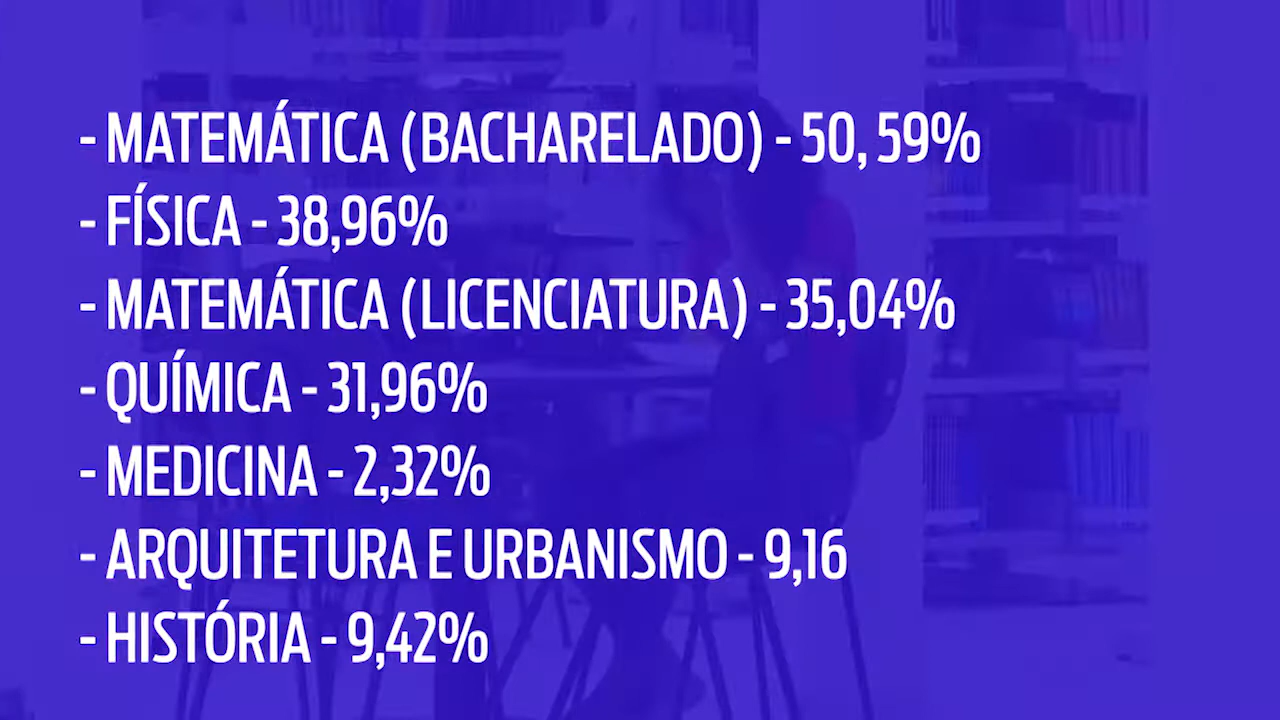 - MATEMÁTICA (BACHARELADO) - 50, 59%
- FÍSICA - 38,96%
- MATEMÁTICA (LICENCIATURA) - 35,04%
- QUÍMICA - 31,96%
- MEDICINA - 2,32%
- ARQUITETURA E URBANISMO - 9,16
- HISTÓRIA - 9,42%